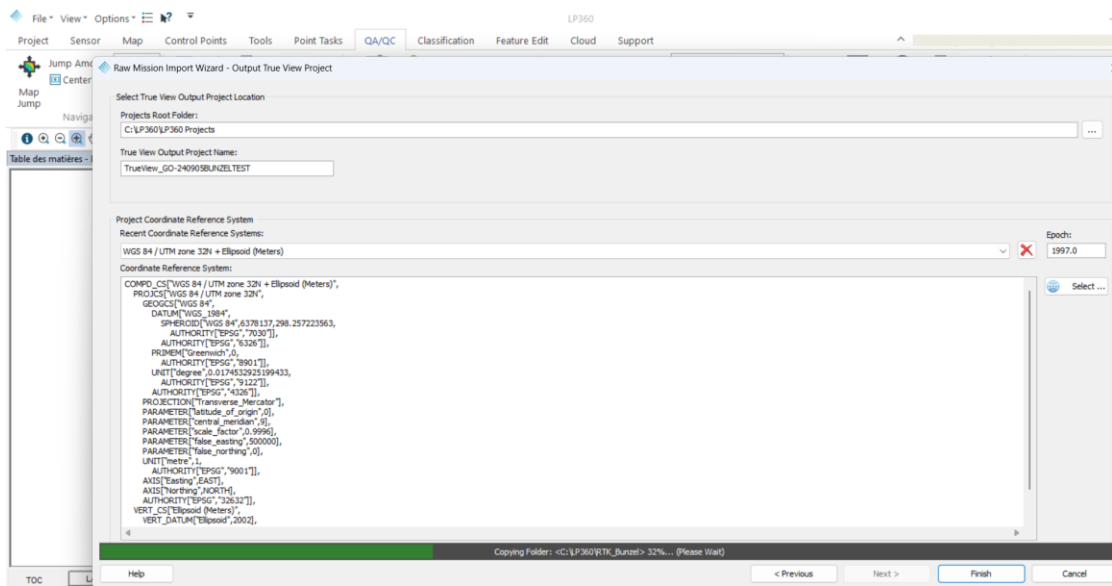 File View Options
LP360
Project Sensor Map Control Points Tools Point Tasks QA/QC Classification Feature Edit Cloud Support
Jump
Center
Map
Jump
Raw Mission Import Wizard - Output True View Project
Select True View Output Project Location
Projects Root Folder:
C:\LP360\LP360 Projects
...
True View Output Project Name:
TrueView_GO-240905BUNZELTEST
Table des matières -
Project Coordinate Reference System
Recent Coordinate Reference Systems:
Epoch:
WGS 84 / UTM zone 32N + Ellipsoid (Meters)
1997.0
Coordinate Reference System:
Select ...
COMPD_CS["WGS 84 / UTM zone 32N + Ellipsoid (Meters)",
PROJCS["WGS 84 / UTM zone 32N",
GEOGCS["WGS 84",
DATUM["WGS_1984",
SPHEROID["WGS 84",6378137,298.257223563,
AUTHORITY["EPSG","7030"]],
AUTHORITY["EPSG","6326"]],
PRIMEM["Greenwich",0,
AUTHORITY["EPSG","8901"]],
UNIT["degree",0.0174532925199433,
AUTHORITY["EPSG","9122"]],
AUTHORITY["EPSG","4326"]],
PROJECTION["Transverse_Mercator"],
PARAMETER["latitude_of_origin",0],
PARAMETER["central_meridian",9],
PARAMETER["scale_factor",0.9996],
PARAMETER["false_easting",500000],
PARAMETER["false_northing",0],
UNIT["metre",1,
AUTHORITY["EPSG","9001"]],
AXIS["Easting",EAST],
AXIS["Northing",NORTH],
AUTHORITY["EPSG","32632"]],
VERT_CS["Ellipsoid (Meters)",
VERT_DATUM["Ellipsoid",2002],
Copying Folder: <C:\LP360\RTK_Bunzel> 32%... (Please Wait)
TOC
Help
< Previous
Next >
Finish
Cancel